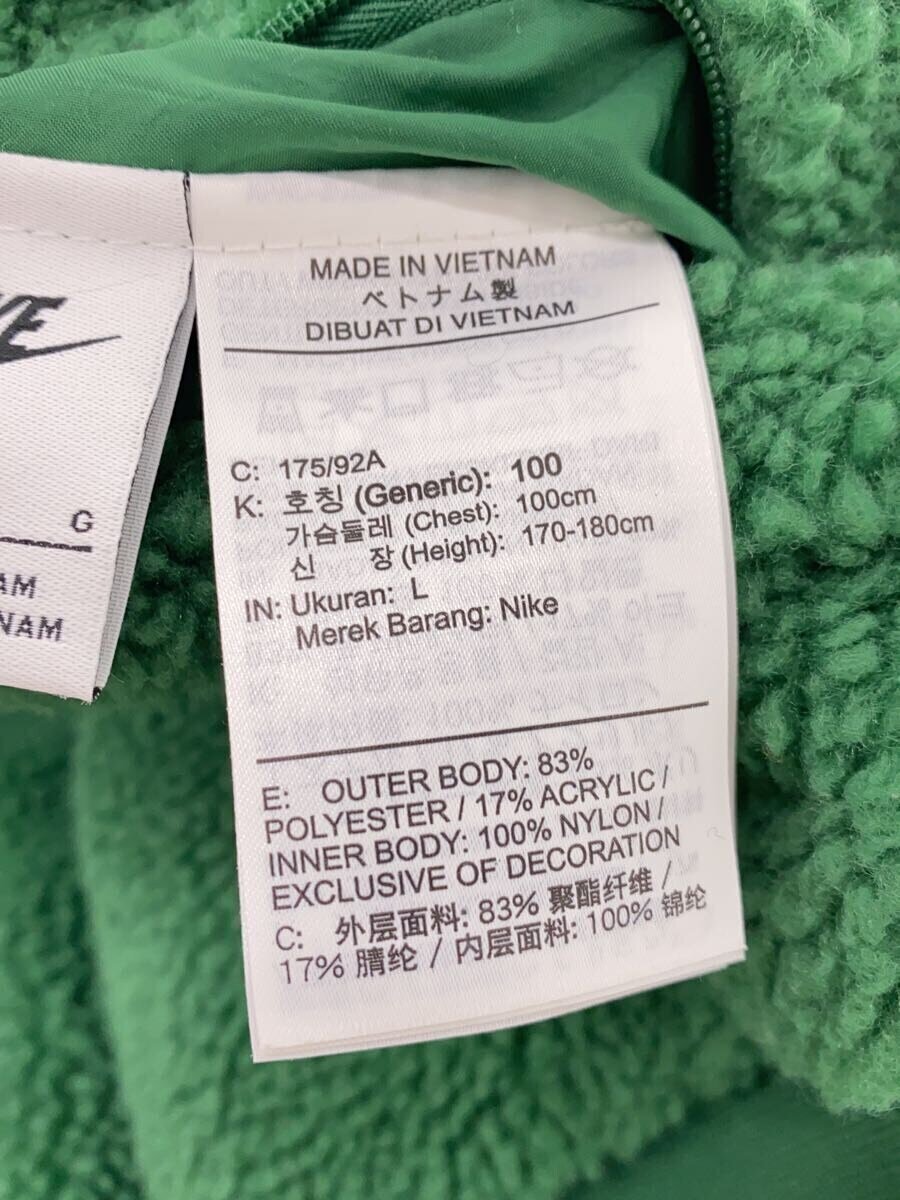 KE
G
AM
NAM
MADE IN VIETNAM
ベトナム製
DIBUAT DI VIETNAM
C: 175/92A
K: 호칭 (Generic): 100
가슴둘레 (Chest): 100cm
신 장 (Height): 170-180cm
IN: Ukuran: L
Merek Barang: Nike
E: OUTER BODY: 83%
POLYESTER / 17% ACRYLIC /
INNER BODY: 100% NYLON /
EXCLUSIVE OF DECORATION
C: 外层面料: 83% 聚酯纤维 /
17% 腈纶 / 内层面料: 100% 锦纶